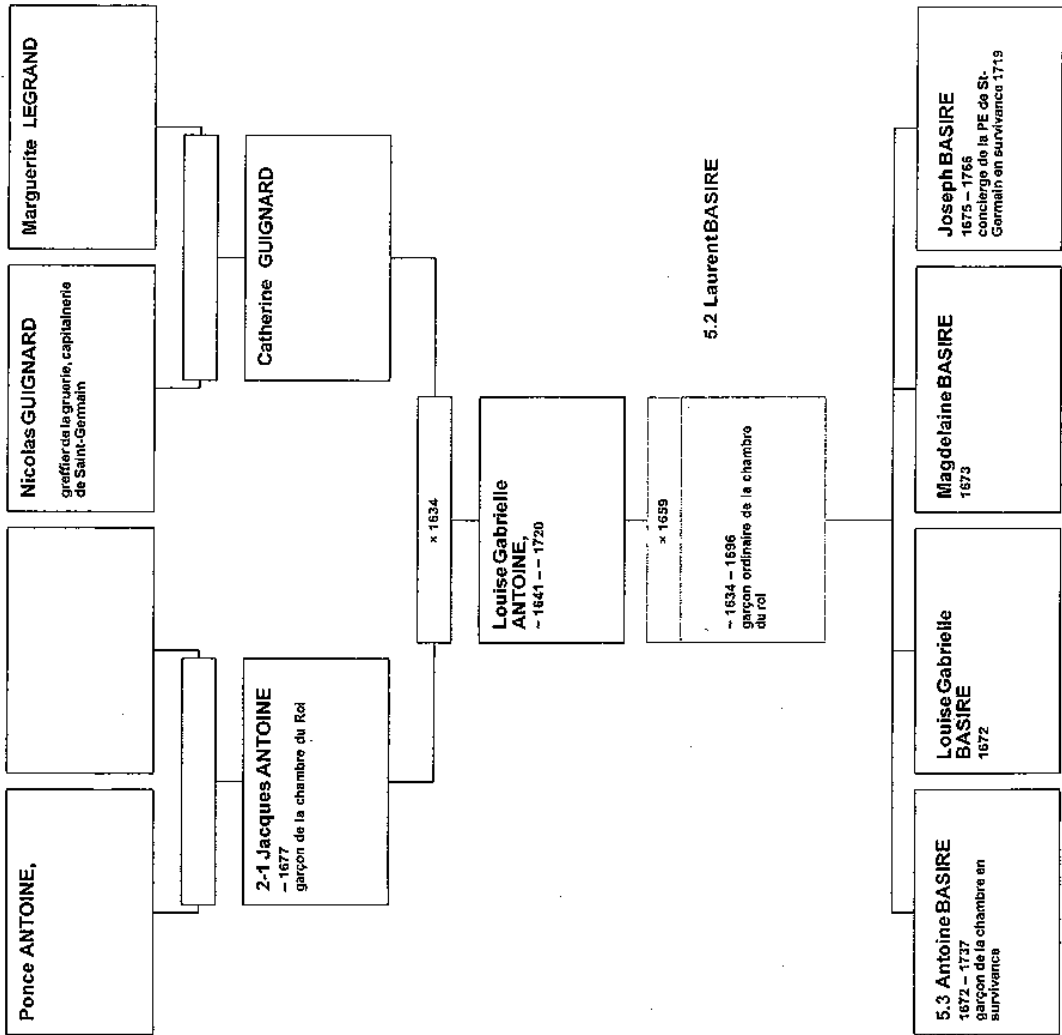 Ponce ANTOINE,
Nicolas GUIGNARD
greffier de la gruerie, capitainerie
de Saint-Germain
Marguerite LEGRAND
2-1 Jacques ANTOINE
~ 1677
garçon de la chambre du Roi
Catherine GUIGNARD
× 1634
Louise Gabrielle
ANTOINE,
~ 1641 – ~ 1720
× 1659
5.2 Laurent BASIRE
~ 1634 – 1696
garçon ordinaire de la chambre
du roi
5.3 Antoine BASIRE
1672 – 1737
garçon de la chambre en
survivance
Louise Gabrielle
BASIRE
1672
Magdelaine BASIRE
1673
Joseph BASIRE
1675 – 1766
concierge de la PE de St-
Germain en survivance 1719